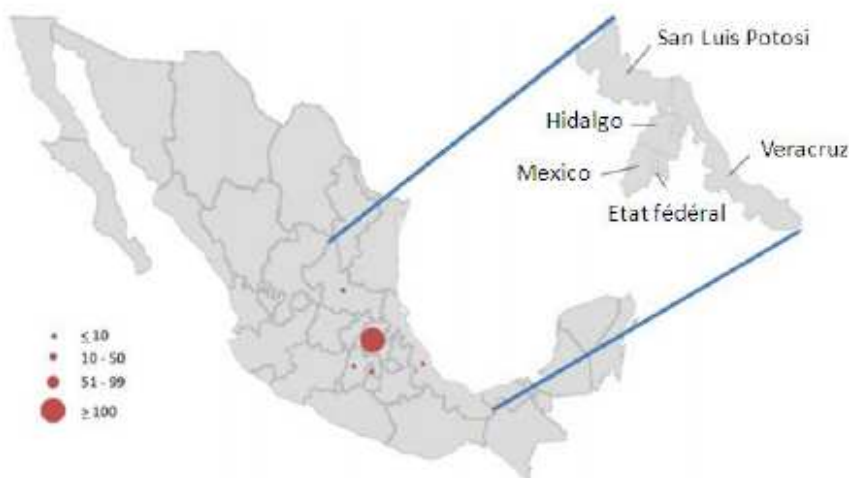 San Luis Potosi
Hidalgo
Veracruz
Mexico
Etat fédéral
≤ 10
10 - 50
51 - 99
≥ 100